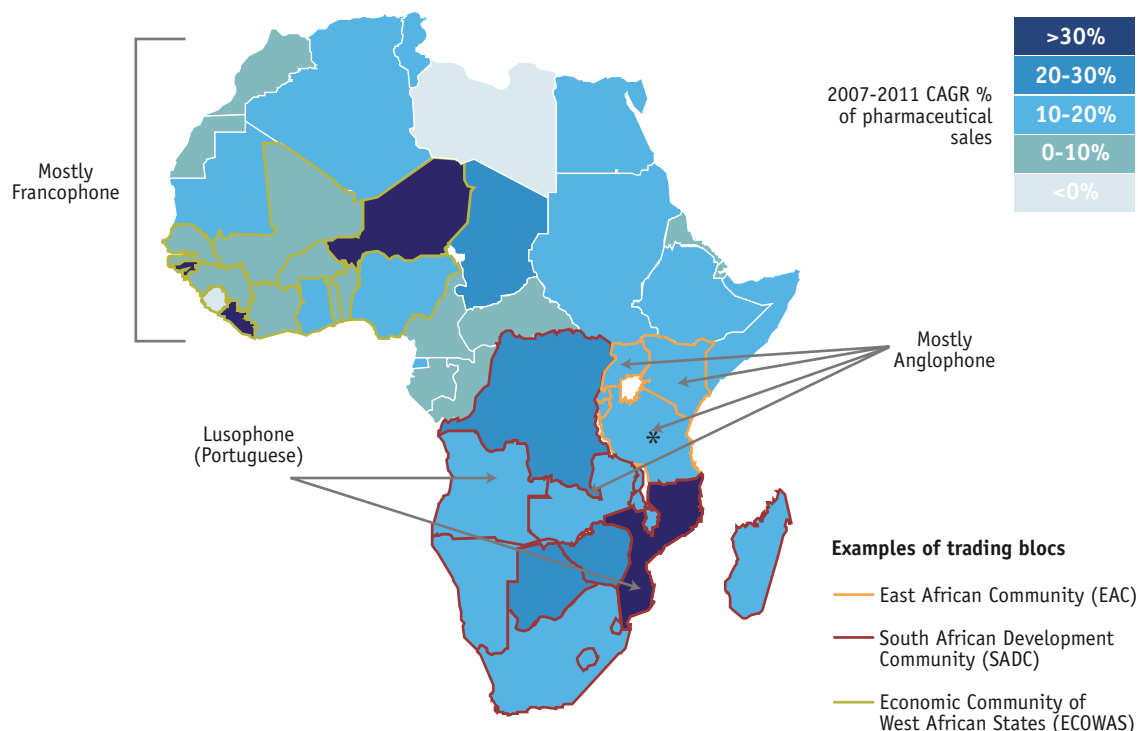 Mostly
Francophone
2007-2011 CAGR %
of pharmaceutical
sales
>30%
20-30%
10-20%
0-10%
<0%
Mostly
Anglophone
Lusophone
(Portuguese)
*
Examples of trading blocs
East African Community (EAC)
South African Development
Community (SADC)
Economic Community of
West African States (ECOWAS)